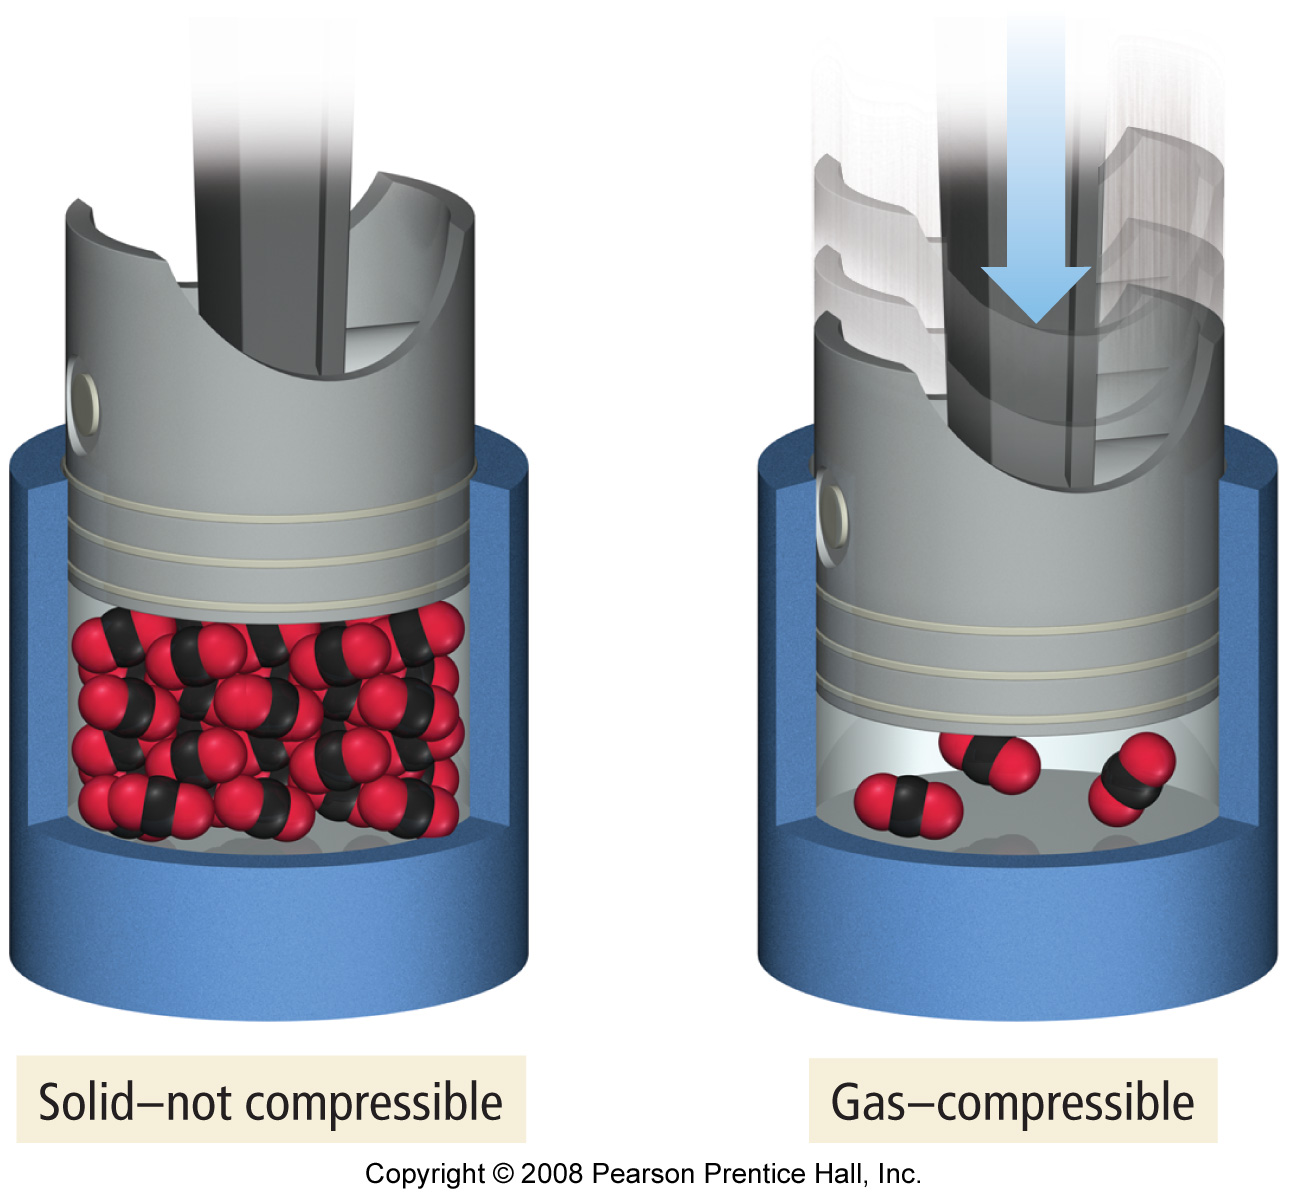 Solid–not compressible
Gas–compressible
Copyright © 2008 Pearson Prentice Hall, Inc.